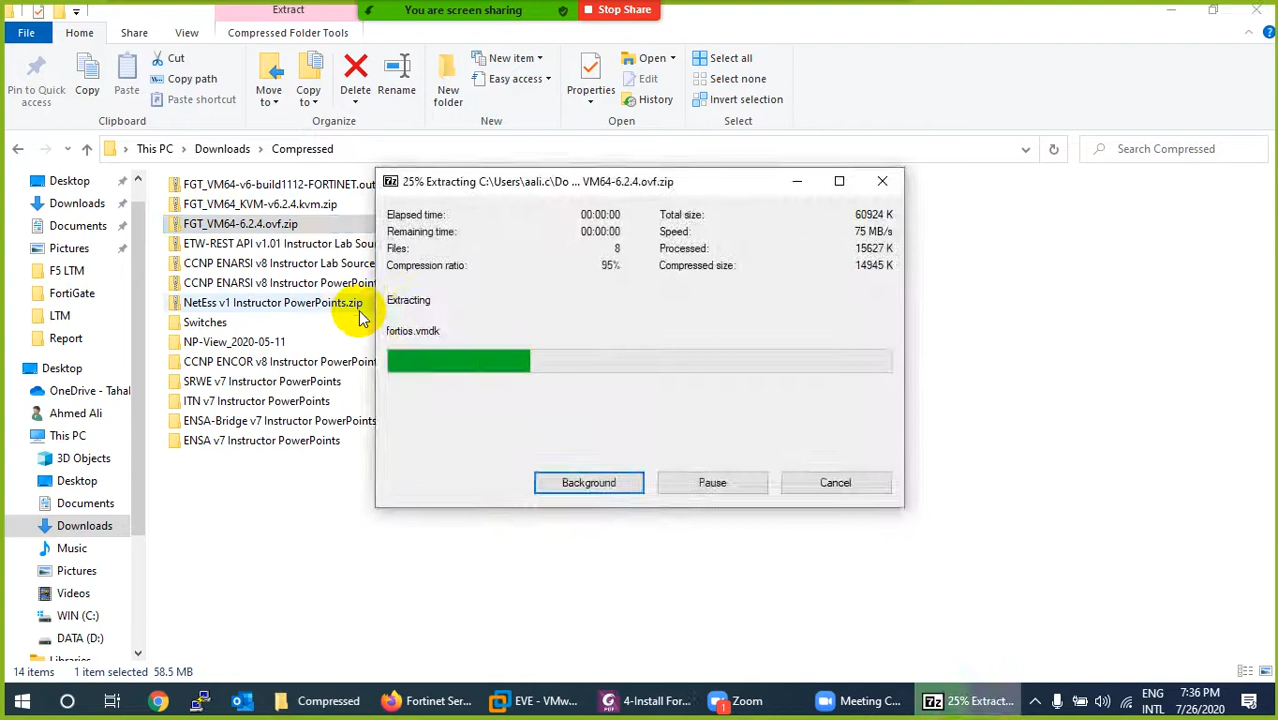 Extract
You are screen sharing
Stop Share
File
Home
Share
View
Compressed Folder Tools
Pin to Quick access
Copy
Paste
Cut
Copy path
Paste shortcut
Clipboard
Move to
Copy to
Delete
Rename
Organize
New folder
New item
Easy access
New
Properties
Open
Edit
History
Open
Select all
Select none
Invert selection
Select
This PC
Downloads
Compressed
Search Compressed
Desktop
Downloads
Documents
Pictures
F5 LTM
FortiGate
LTM
Report
Desktop
OneDrive - Tahal
Ahmed Ali
This PC
3D Objects
Desktop
Documents
Downloads
Music
Pictures
Videos
WIN (C:)
DATA (D:)
Libraries
FGT_VM64-v6-build1112-FORTINET.out
FGT_VM64_KVM-v6.2.4.kvm.zip
FGT_VM64-6.2.4.ovf.zip
ETW-REST API v1.01 Instructor Lab Sour
CCNP ENARSI v8 Instructor Lab Source
CCNP ENARSI v8 Instructor PowerPoint
NetEss v1 Instructor PowerPoints.zip
Switches
NP-View_2020-05-11
CCNP ENCOR v8 Instructor PowerPoint
SRWE v7 Instructor PowerPoints
ITN v7 Instructor PowerPoints
ENSA-Bridge v7 Instructor PowerPoints
ENSA v7 Instructor PowerPoints
7z 25% Extracting C:\Users\aali.c\Do ... VM64-6.2.4.ovf.zip
Elapsed time: 00:00:00 Total size: 60924 K
Remaining time: 00:00:00 Speed: 75 MB/s
Files: 8 Processed: 15627 K
Compression ratio: 95% Compressed size: 14945 K
Extracting
fortios.vmdk
Background
Pause
Cancel
14 items 1 item selected 58.5 MB
Compressed
Fortinet Ser...
EVE - VMw...
4-Install For...
1
Zoom
Meeting C...
7z 25% Extract...
ENG
INTL
7:36 PM
7/26/2020